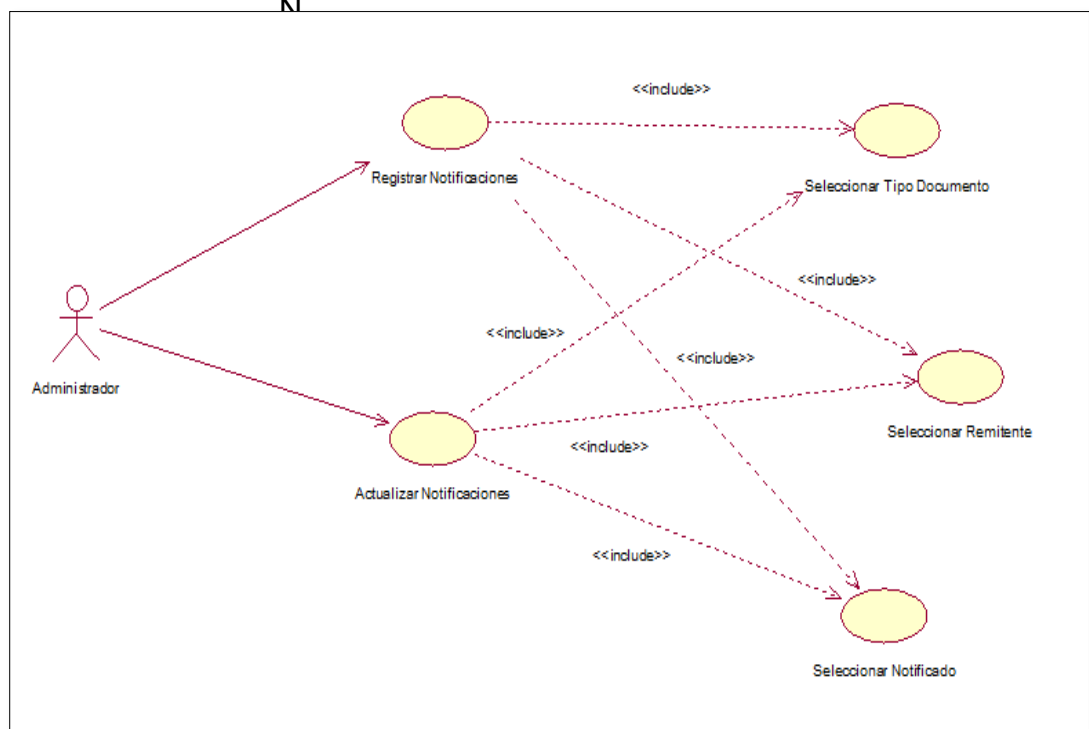 N
<<include>>
Registrar Notificaciones
Seleccionar Tipo Documento
<<include>>
<<include>>
<<include>>
Administrador
Seleccionar Remitente
<<include>>
Actualizar Notificaciones
<<include>>
Seleccionar Notificado